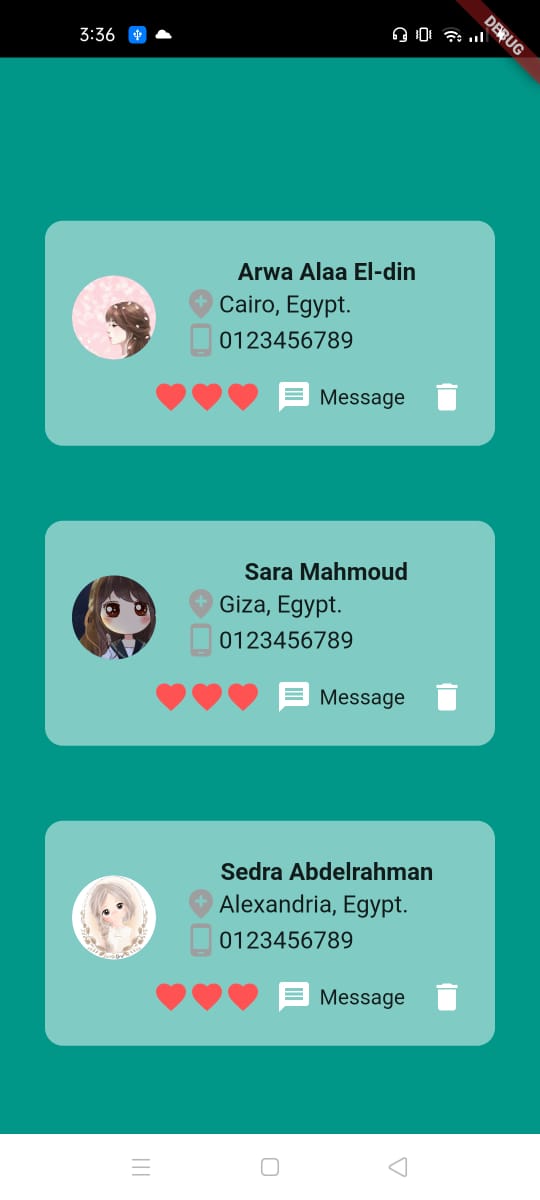 3:36
DEBUG
Arwa Alaa El-din
Cairo, Egypt.
0123456789
Message
Sara Mahmoud
Giza, Egypt.
0123456789
Message
Sedra Abdelrahman
Alexandria, Egypt.
0123456789
Message